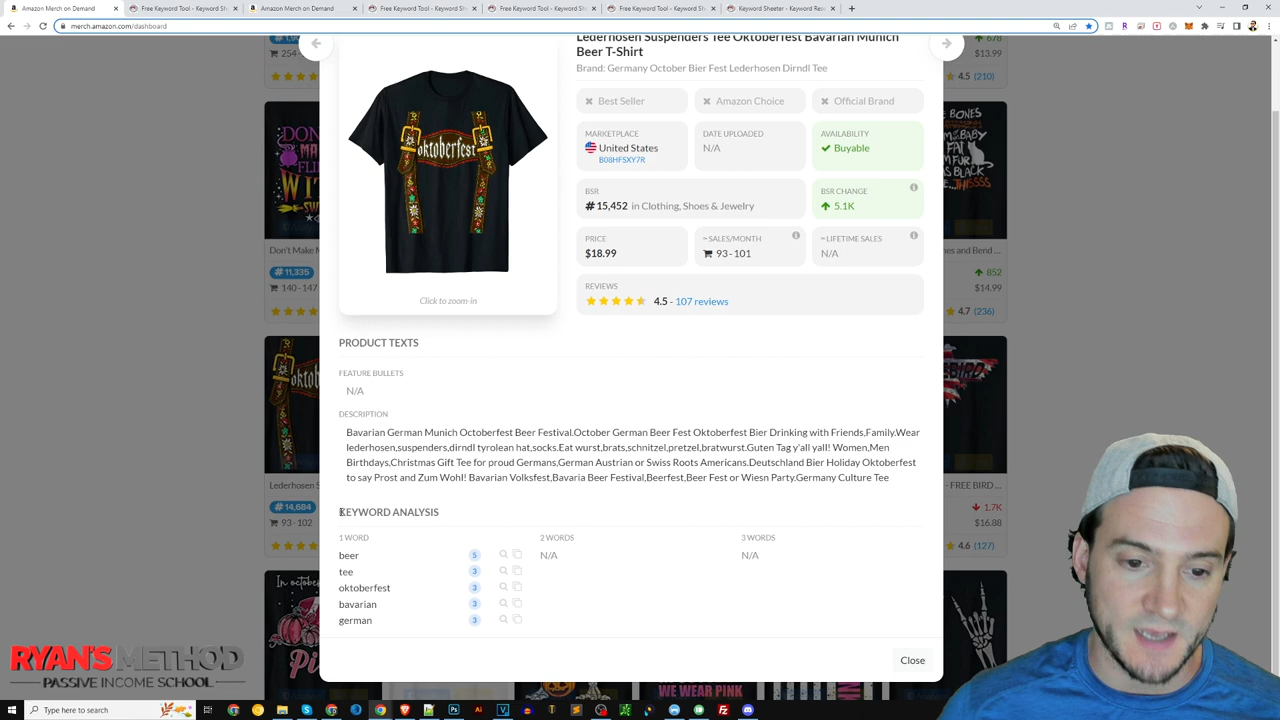 Amazon Merch on Demand
Free Keyword Tool - Keyword Sh
Amazon Merch on Demand
Free Keyword Tool - Keyword Sh
Free Keyword Tool - Keyword Sh
Free Keyword Tool - Keyword Sh
Keyword Sheeter - Keyword Res
merch.amazon.com/dashboard
Lederhosen Suspenders Tee Oktoberfest Bavarian Munich
Beer T-Shirt
Brand: Germany October Bier Fest Lederhosen Dirndl Tee
Best Seller
Amazon Choice
Official Brand
MARKETPLACE
United States
B08HFSXY7R
DATE UPLOADED
N/A
AVAILABILITY
Buyable
BSR
#15,452 in Clothing, Shoes & Jewelry
BSR CHANGE
5.1K
PRICE
$18.99
≈ SALES/MONTH
93-101
≈ LIFETIME SALES
N/A
REVIEWS
4.5 - 107 reviews
oktoberfest
Click to zoom-in
PRODUCT TEXTS
FEATURE BULLETS
N/A
DESCRIPTION
Bavarian German Munich Octoberfest Beer Festival.October German Beer Fest Oktoberfest Bier Drinking with Friends,Family.Wear
lederhosen,suspenders,dirndl tyrolean hat,socks.Eat wurst,brats,schnitzel,pretzel,bratwurst.Guten Tag y'all yall! Women,Men
Birthdays,Christmas Gift Tee for proud Germans,German Austrian or Swiss Roots Americans.Deutschland Bier Holiday Oktoberfest
to say Prost and Zum Wohl! Bavarian Volksfest,Bavaria Beer Festival,Beerfest,Beer Fest or Wiesn Party.Germany Culture Tee
KEYWORD ANALYSIS
1 WORD
2 WORDS
3 WORDS
beer 5
N/A
N/A
tee 3
oktoberfest 3
bavarian 3
german 3
Close
254
Don't Make M
#11,335
140-147
Lederhosen S
#14,684
93-102
In october
678
$13.99
4.5 (210)
nes and Bend
852
$14.99
4.7 (236)
- FREE BIRD
1.7K
$16.88
4.6 (127)
WE WEAR PINK
RYAN'S METHOD
PASSIVE INCOME SCHOOL
Type here to search